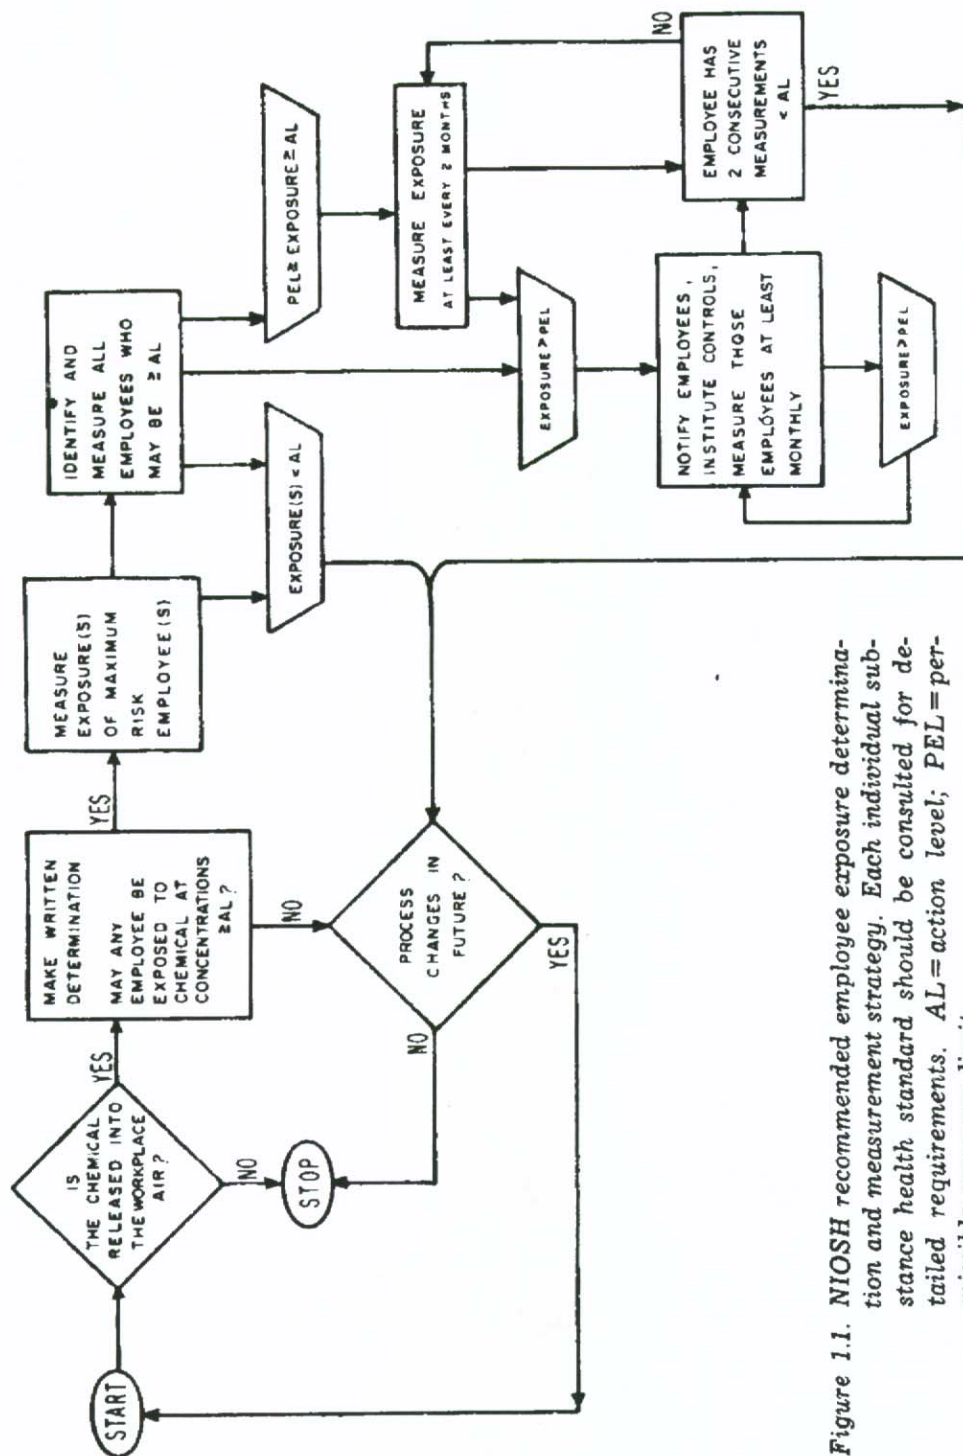 START
IS
THE CHEMICAL
RELEASED INTO
THE WORKPLACE
AIR?
YES
NO
STOP
MAKE WRITTEN
DETERMINATION
MAY ANY
EMPLOYEE BE
EXPOSED TO
CHEMICAL AT
CONCENTRATIONS
≥AL?
YES
NO
MEASURE
EXPOSURE(S)
OF MAXIMUM
RISK
EMPLOYEE(S)
IDENTIFY AND
MEASURE ALL
EMPLOYEES WHO
MAY BE ≥AL
EXPOSURE(S) < AL
PEL≥EXPOSURE≥AL
MEASURE EXPOSURE
AT LEAST EVERY 2 MONTHS
EXPOSURE>PEL
NOTIFY EMPLOYEES,
INSTITUTE CONTROLS,
MEASURE THOSE
EMPLOYEES AT LEAST
MONTHLY
EXPOSURE>PEL
EMPLOYEE HAS
2 CONSECUTIVE
MEASUREMENTS
< AL
NO
YES
PROCESS
CHANGES IN
FUTURE?
NO
YES
Figure 1.1. NIOSH recommended employee exposure determina-
tion and measurement strategy. Each individual sub-
stance health standard should be consulted for de-
tailed requirements. AL=action level; PEL=per-